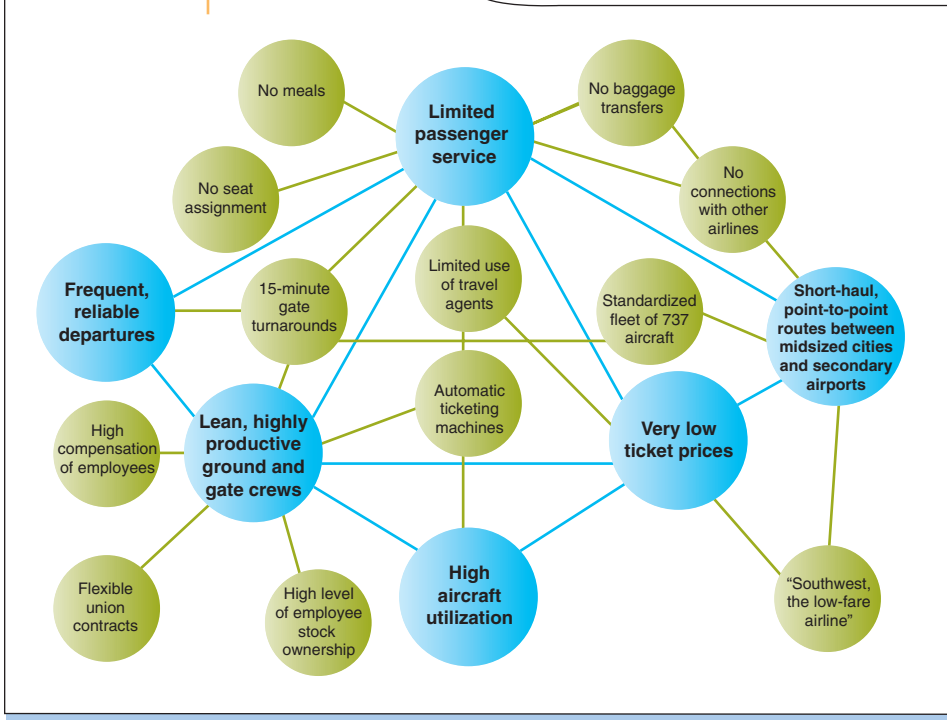 No meals
Limited
passenger
service
No baggage
transfers
No seat
assignment
No
connections
with other
airlines
Frequent,
reliable
departures
15-minute
gate
turnarounds
Limited use
of travel
agents
Standardized
fleet of 737
aircraft
Short-haul,
point-to-point
routes between
midsized cities
and secondary
airports
High
compensation
of employees
Lean, highly
productive
ground and
gate crews
Automatic
ticketing
machines
Very low
ticket prices
Flexible
union
contracts
High level
of employee
stock
ownership
High
aircraft
utilization
“Southwest,
the low-fare
airline”